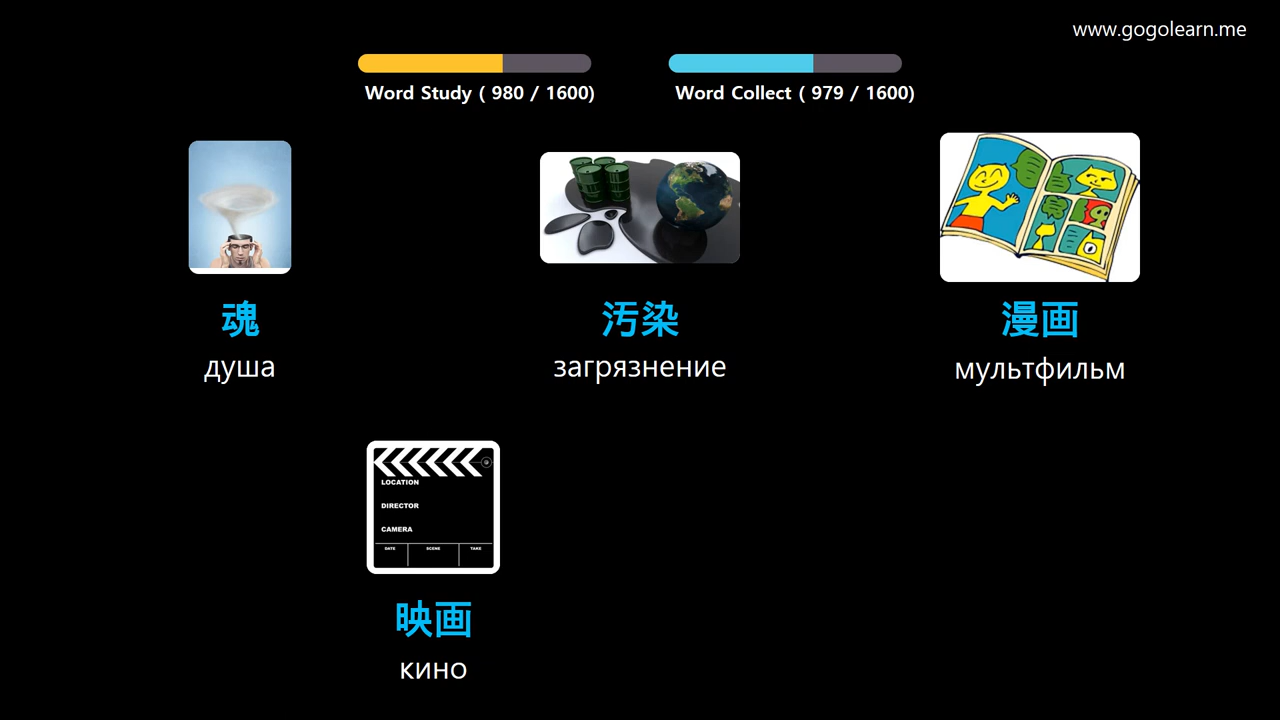 www.gogolearn.me
Word Study ( 980 / 1600)
Word Collect ( 979 / 1600)
魂
душа
汚染
загрязнение
漫画
мультфильм
LOCATION
DIRECTOR
CAMERA
DATE SCENE TAKE
映画
кино